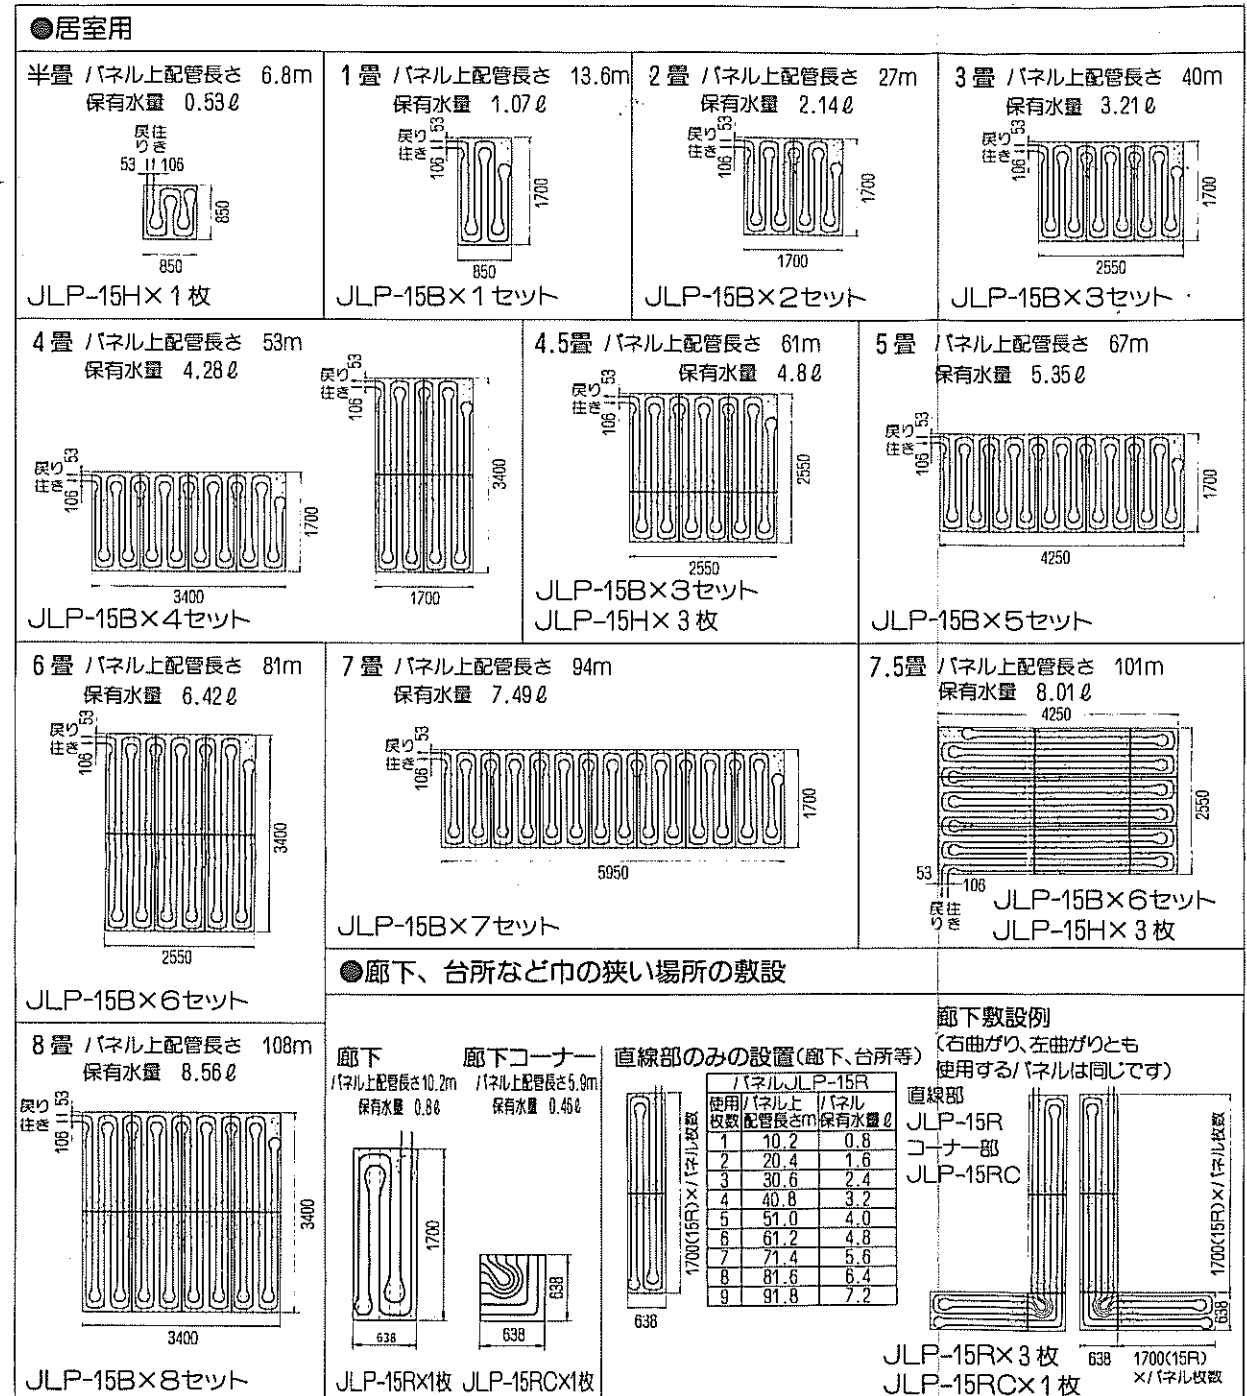 ●居室用
半畳 パネル上配管長さ 6.8m
保有水量 0.53ℓ
戻り 往き
53 106
850
850
JLP-15H×1枚
1畳 パネル上配管長さ 13.6m
保有水量 1.07ℓ
戻り 53
往き 106
1700
850
JLP-15B×1セット
2畳 パネル上配管長さ 27m
保有水量 2.14ℓ
戻り 53
往き 106
1700
1700
JLP-15B×2セット
3畳 パネル上配管長さ 40m
保有水量 3.21ℓ
戻り 53
往き 106
1700
2550
JLP-15B×3セット
4畳 パネル上配管長さ 53m
保有水量 4.28ℓ
戻り 53
往き 106
1700
3400
戻り 53
往き 106
3400
1700
JLP-15B×4セット
4.5畳 パネル上配管長さ 61m
保有水量 4.8ℓ
戻り 53
往き 106
2550
2550
JLP-15B×3セット
JLP-15H×3枚
5畳 パネル上配管長さ 67m
保有水量 5.35ℓ
戻り 53
往き 106
1700
4250
JLP-15B×5セット
6畳 パネル上配管長さ 81m
保有水量 6.42ℓ
戻り 53
往き 106
3400
2550
JLP-15B×6セット
7畳 パネル上配管長さ 94m
保有水量 7.49ℓ
戻り 53
往き 106
1700
5950
JLP-15B×7セット
7.5畳 パネル上配管長さ 101m
保有水量 8.01ℓ
4250
2550
53 106
戻り 往き
JLP-15B×6セット
JLP-15H×3枚
8畳 パネル上配管長さ 108m
保有水量 8.56ℓ
戻り 53
往き 106
3400
3400
JLP-15B×8セット
●廊下、台所など巾の狭い場所の敷設
廊下
パネル上配管長さ10.2m
保有水量 0.8ℓ
1700
638
JLP-15R×1枚
廊下コーナー
パネル上配管長さ5.9m
保有水量 0.46ℓ
638
638
JLP-15RC×1枚
直線部のみの設置(廊下、台所等)
1700(15R)×パネル枚数
638
パネルJLP-15R
使用枚数 パネル上配管長さm パネル保有水量ℓ
1 10.2 0.8
2 20.4 1.6
3 30.6 2.4
4 40.8 3.2
5 51.0 4.0
6 61.2 4.8
7 71.4 5.6
8 81.6 6.4
9 91.8 7.2
廊下敷設例
(右曲がり、左曲がりとも
使用するパネルは同じです)
直線部
JLP-15R
コーナー部
JLP-15RC
1700(15R)×パネル枚数
638
638 1700(15R)
×パネル枚数
JLP-15R×3枚
JLP-15RC×1枚